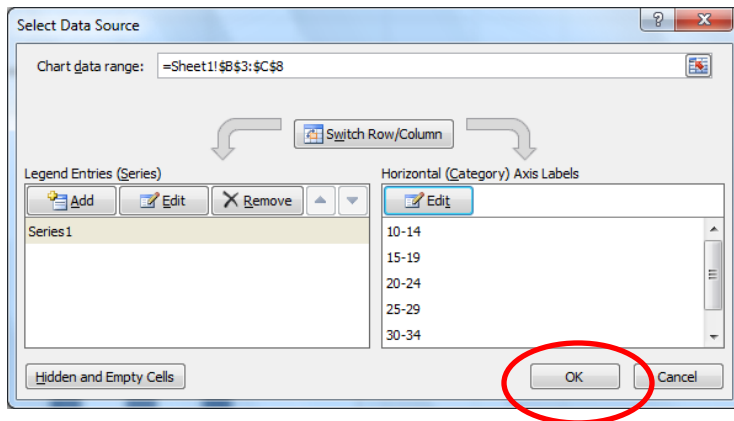 Select Data Source
Chart data range: =Sheet1!$B$3:$C$8
Switch Row/Column
Legend Entries (Series)
Add Edit Remove
Series1
Horizontal (Category) Axis Labels
Edit
10-14
15-19
20-24
25-29
30-34
Hidden and Empty Cells
OK Cancel